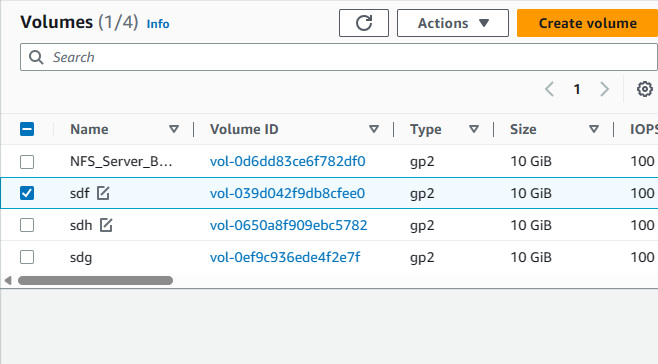 Volumes (1/4) Info Actions Create volume
Search
1
Name Volume ID Type Size IOPS
NFS_Server_B... vol-0d6dd83ce6f782df0 gp2 10 GiB 100
sdf vol-039d042f9db8cfee0 gp2 10 GiB 100
sdh vol-0650a8f909ebc5782 gp2 10 GiB 100
sdg vol-0ef9c936ede4f2e7f gp2 10 GiB 100